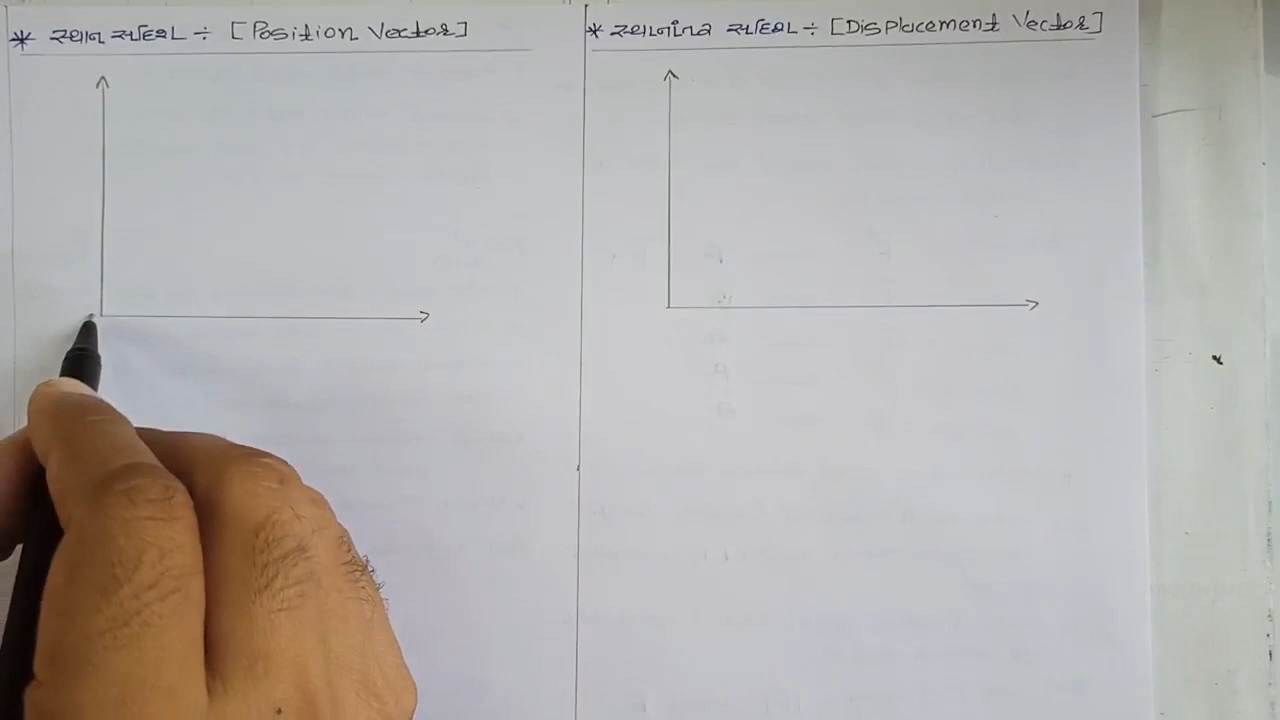 * સ્થાન સદિશ ÷ [Position Vector]
* સ્થાનાંતર સદિશ ÷ [Displacement Vector]